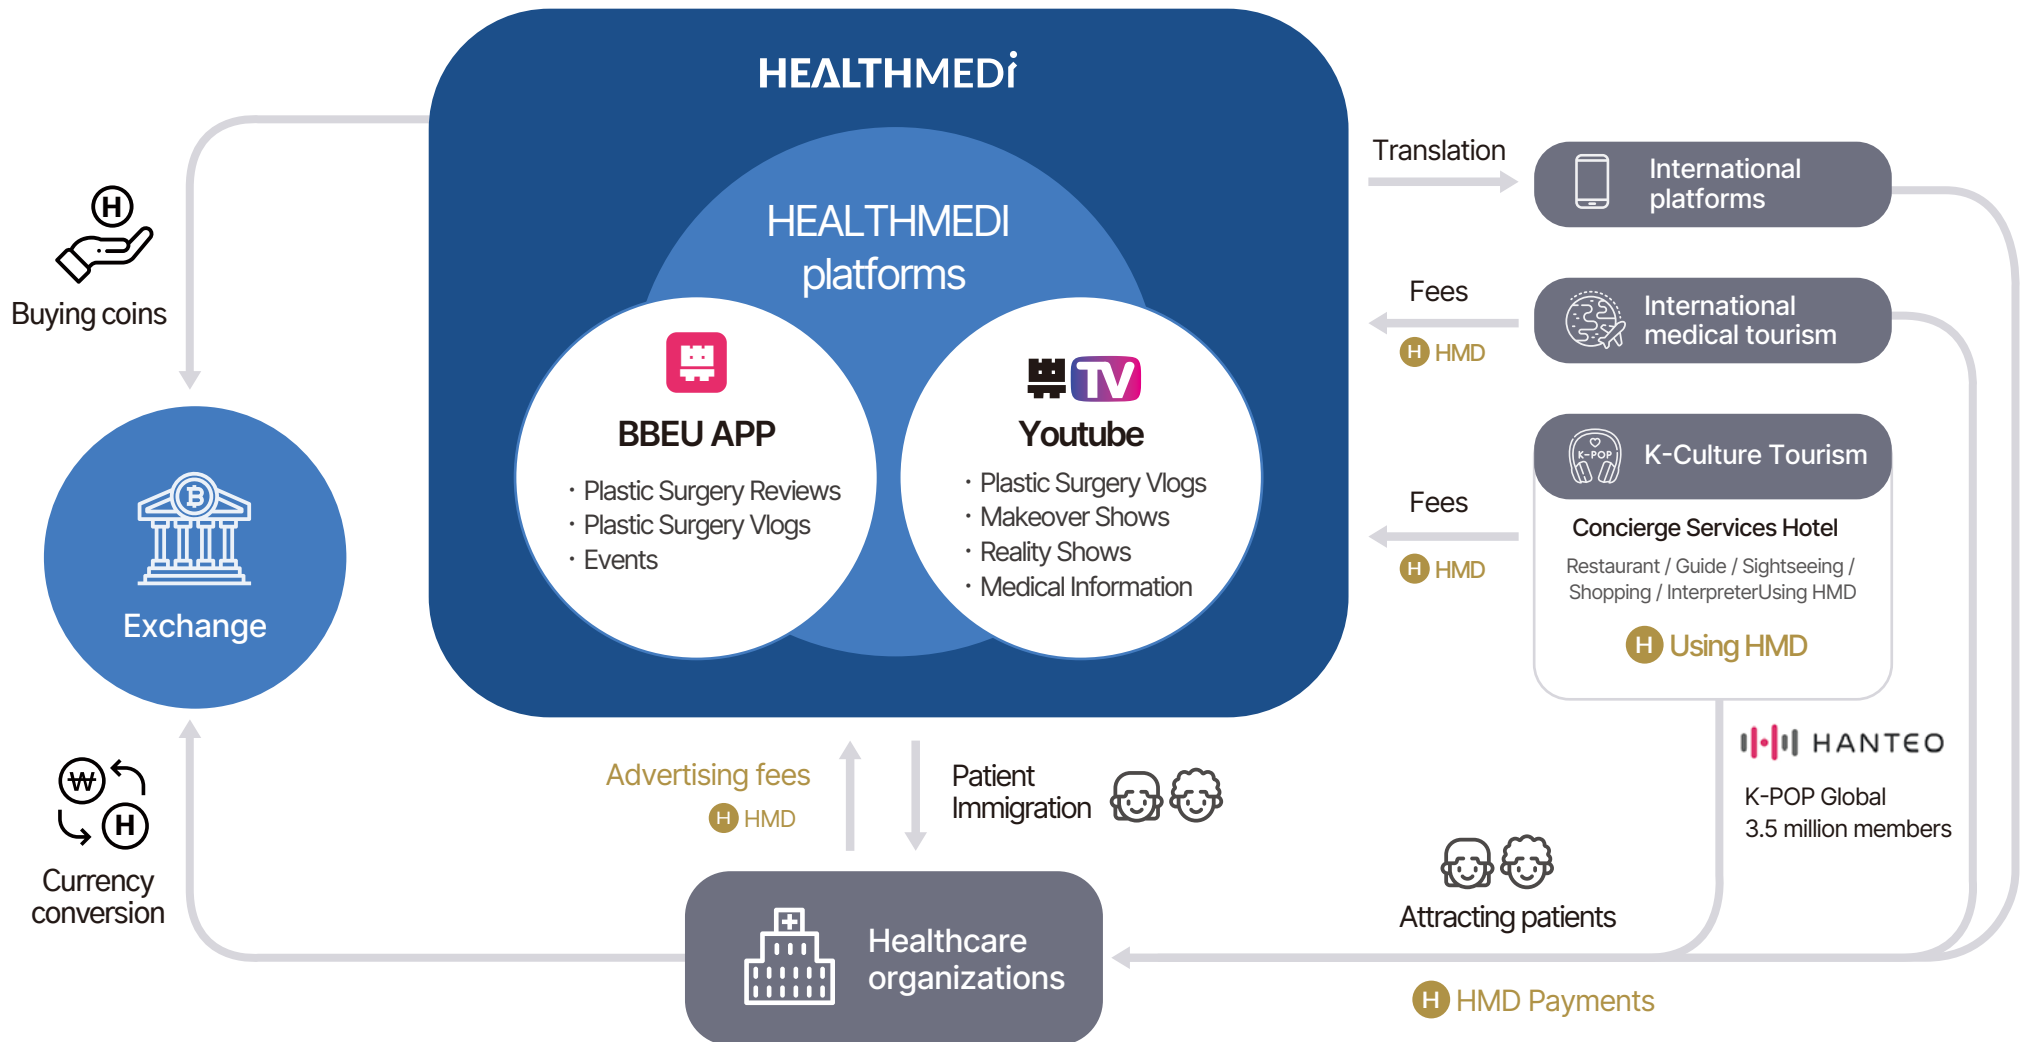 HEALTHMEDi
HEALTHMEDI
platforms
BBEU APP
· Plastic Surgery Reviews
· Plastic Surgery Vlogs
· Events
TV
Youtube
· Plastic Surgery Vlogs
· Makeover Shows
· Reality Shows
· Medical Information
H
Buying coins
B
Exchange
₩
H
Currency
conversion
Translation
International
platforms
Fees
H HMD
International
medical tourism
Fees
H HMD
K-POP
K-Culture Tourism
Concierge Services Hotel
Restaurant / Guide / Sightseeing /
Shopping / InterpreterUsing HMD
H Using HMD
HANTEO
K-POP Global
3.5 million members
Advertising fees
H HMD
Patient
Immigration
Attracting patients
H HMD Payments
Healthcare
organizations